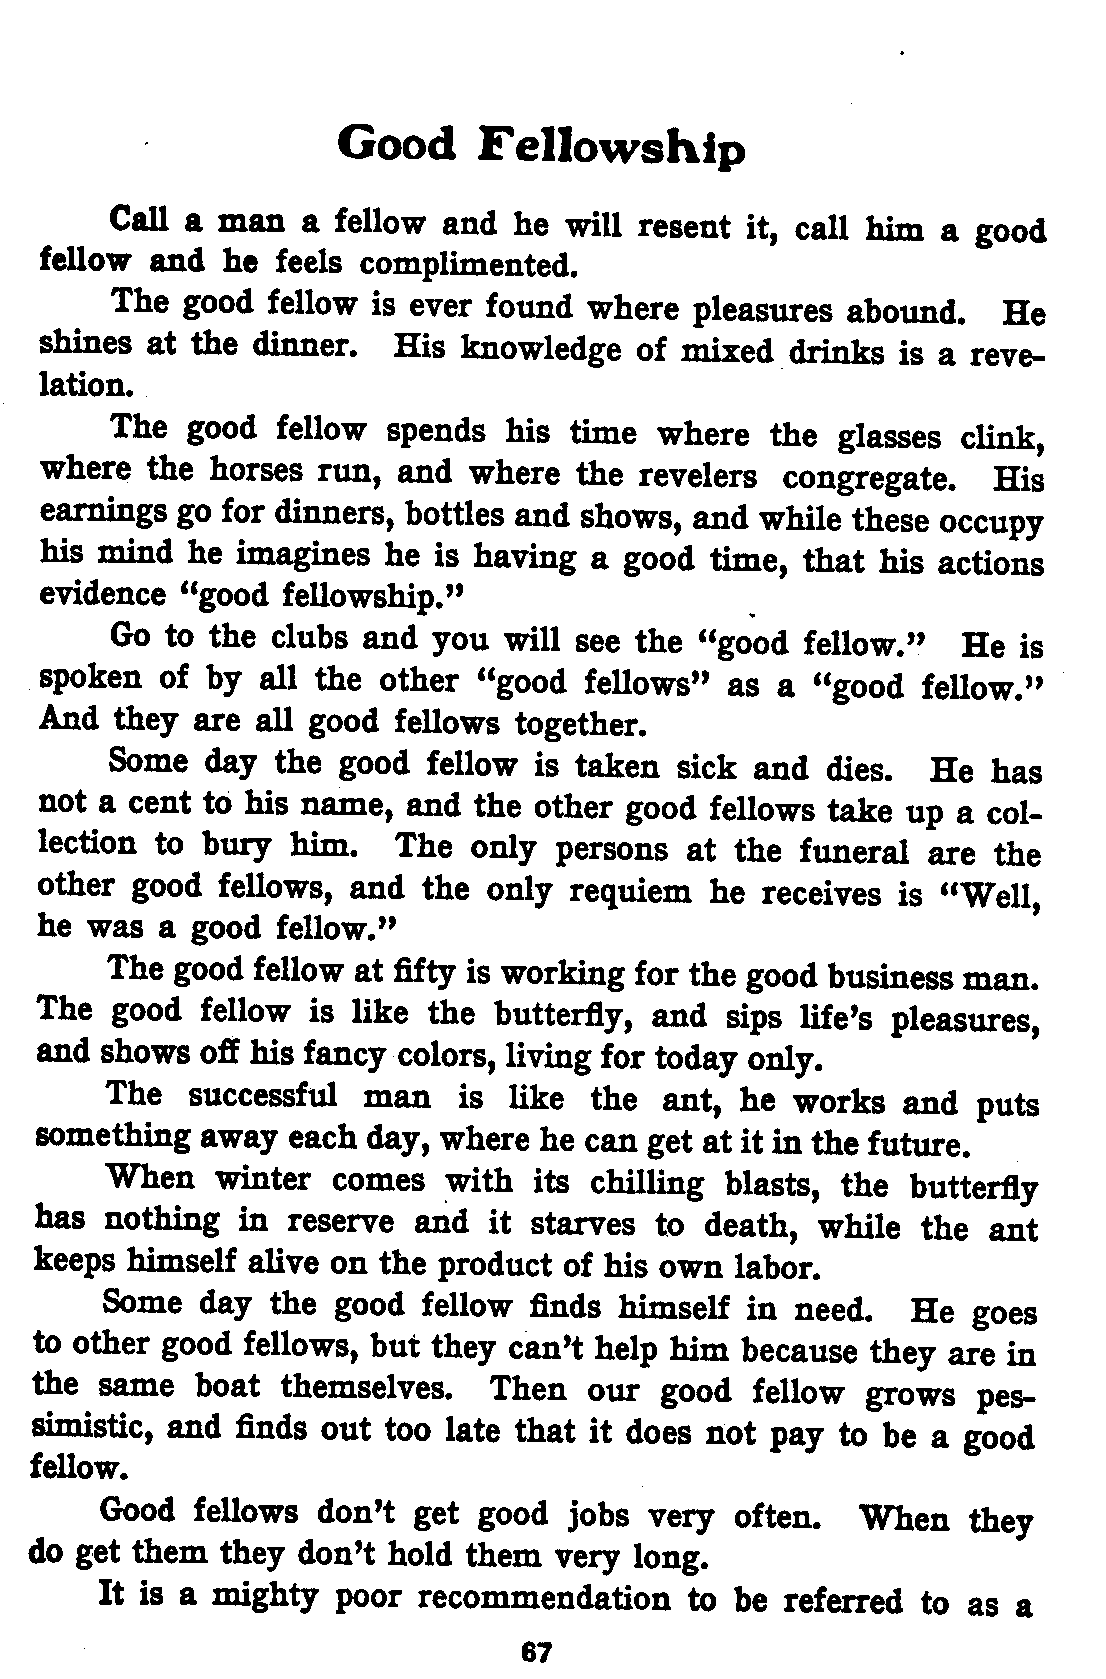 Good Fellowship
Call a man a fellow and he will resent it, call him a good
fellow and he feels complimented.
The good fellow is ever found where pleasures abound. He
shines at the dinner. His knowledge of mixed drinks is a reve-
lation.
The good fellow spends his time where the glasses clink,
where the horses run, and where the revelers congregate. His
earnings go for dinners, bottles and shows, and while these occupy
his mind he imagines he is having a good time, that his actions
evidence “good fellowship.”
Go to the clubs and you will see the “good fellow.” He is
spoken of by all the other “good fellows” as a “good fellow.”
And they are all good fellows together.
Some day the good fellow is taken sick and dies. He has
not a cent to his name, and the other good fellows take up a col-
lection to bury him. The only persons at the funeral are the
other good fellows, and the only requiem he receives is “Well,
he was a good fellow.”
The good fellow at fifty is working for the good business man.
The good fellow is like the butterfly, and sips life’s pleasures,
and shows off his fancy colors, living for today only.
The successful man is like the ant, he works and puts
something away each day, where he can get at it in the future.
When winter comes with its chilling blasts, the butterfly
has nothing in reserve and it starves to death, while the ant
keeps himself alive on the product of his own labor.
Some day the good fellow finds himself in need. He goes
to other good fellows, but they can’t help him because they are in
the same boat themselves. Then our good fellow grows pes-
simistic, and finds out too late that it does not pay to be a good
fellow.
Good fellows don’t get good jobs very often. When they
do get them they don’t hold them very long.
It is a mighty poor recommendation to be referred to as a
67